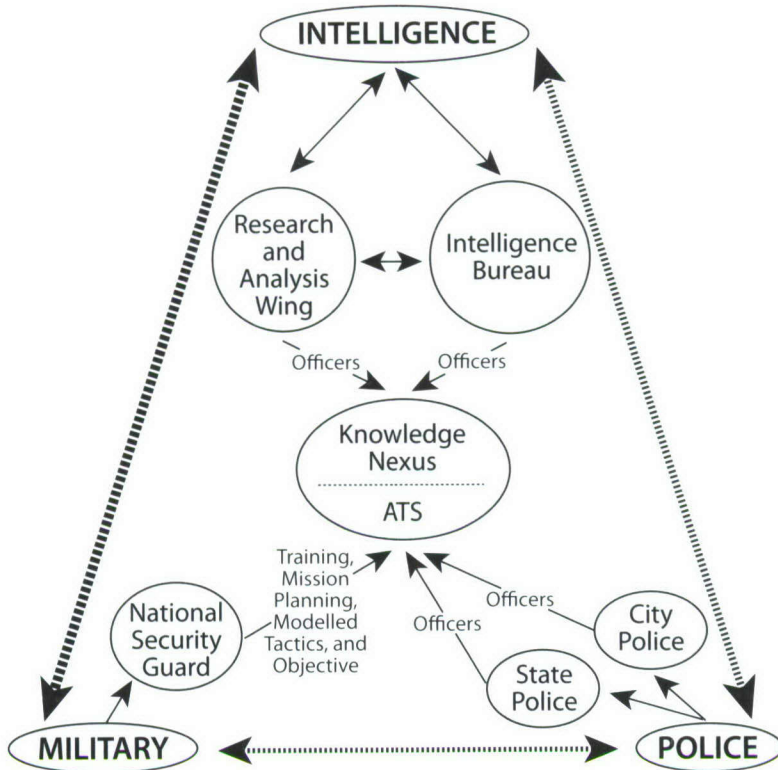 INTELLIGENCE
Research
and
Analysis
Wing
Intelligence
Bureau
Officers
Officers
Knowledge
Nexus
ATS
Training,
Mission
Planning,
Modelled
Tactics, and
Objective
National
Security
Guard
Officers
Officers
City
Police
State
Police
MILITARY
POLICE